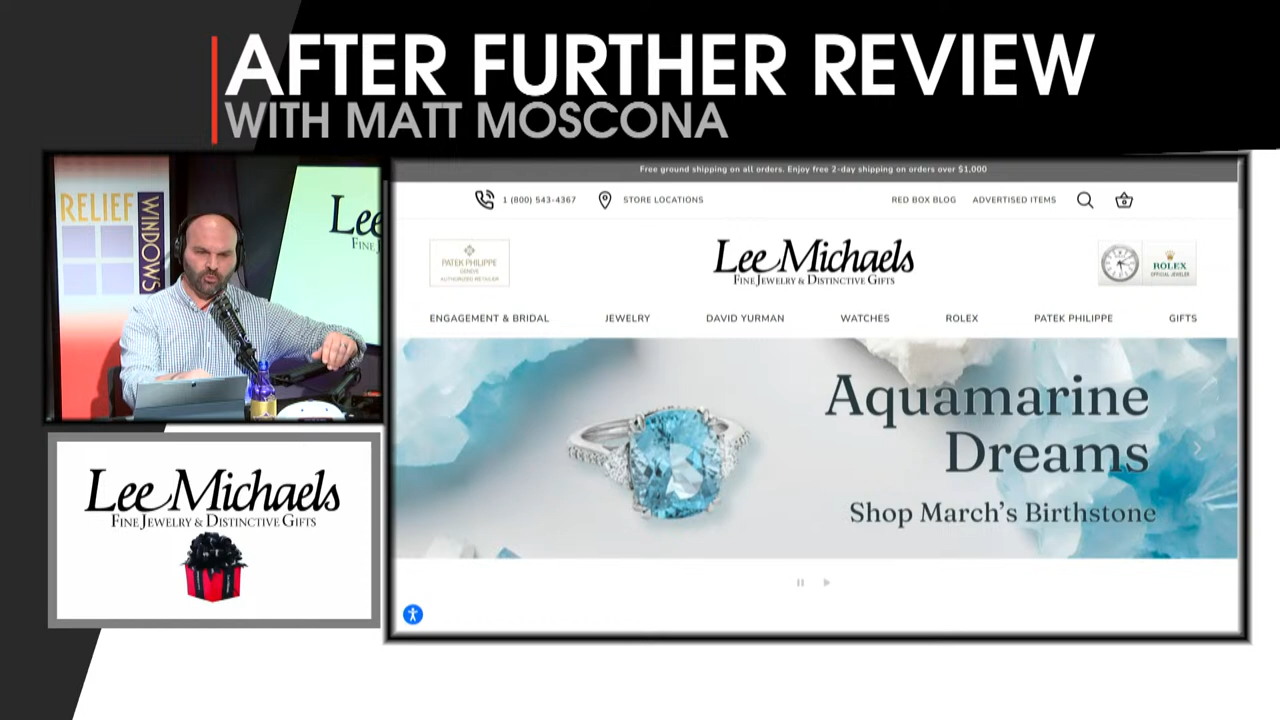 AFTER FURTHER REVIEW
WITH MATT MOSCONA
RELIEF
WINDOWS
Lee
FINE JE
Lee Michaels
FINE JEWELRY & DISTINCTIVE GIFTS
Free ground shipping on all orders. Enjoy free 2-day shipping on orders over $1,000
1 (800) 543-4367
STORE LOCATIONS
RED BOX BLOG
ADVERTISED ITEMS
PATEK PHILIPPE
GENEVE
AUTHORIZED RETAILER
Lee Michaels
FINE JEWELRY & DISTINCTIVE GIFTS
ROLEX
OFFICIAL JEWELER
ENGAGEMENT & BRIDAL
JEWELRY
DAVID YURMAN
WATCHES
ROLEX
PATEK PHILIPPE
GIFTS
Aquamarine
Dreams
Shop March's Birthstone